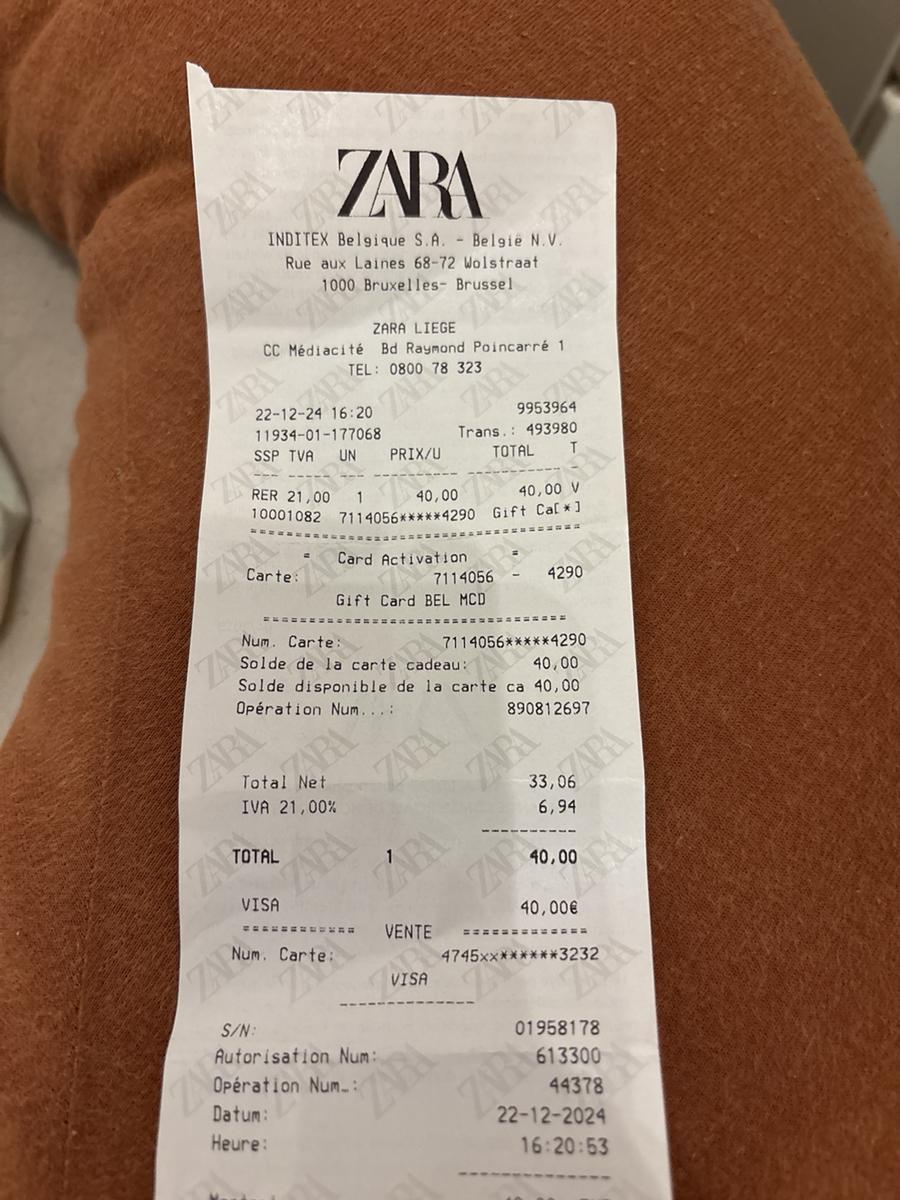 ZARA
INDITEX Belgique S.A. - België N.V.
Rue aux Laines 68-72 Wolstraat
1000 Bruxelles- Brussel
ZARA LIEGE
CC Médiacité Bd Raymond Poincarré 1
TEL: 0800 78 323
22-12-24 16:20 9953964
11934-01-177068 Trans.: 493980
SSP TVA UN PRIX/U TOTAL T
RER 21,00 1 40,00 40,00 V
10001082 7114056*****4290 Gift Ca[*]
= Card Activation =
Carte: 7114056 - 4290
Gift Card BEL MCD
Num. Carte: 7114056*****4290
Solde de la carte cadeau: 40,00
Solde disponible de la carte ca 40,00
Opération Num...: 890812697
Total Net 33,06
IVA 21,00% 6,94
TOTAL 1 40,00
VISA 40,00€
============ VENTE =============
Num. Carte: 4745xx******3232
VISA
S/N: 01958178
Autorisation Num: 613300
Opération Num.: 44378
Datum: 22-12-2024
Heure: 16:20:53